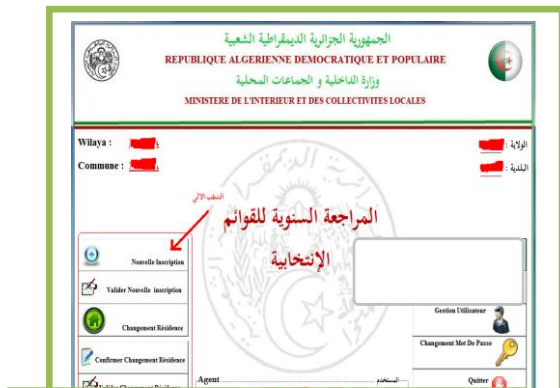 الجمهورية الجزائرية الديمقراطية الشعبية
REPUBLIQUE ALGERIENNE DEMOCRATIQUE ET POPULAIRE
وزارة الداخلية و الجماعات المحلية
MINISTERE DE L'INTERIEUR ET DES COLLECTIVITES LOCALES
Wilaya :
الولاية :
Commune :
البلدية :
المراجعة السنوية للقوائم
الإنتخابية
Nouvelle Inscription
Valider Nouvelle inscription
Changement Résidence
Confirmer Changement Résidence
Gestion Utilisateur
Changement Mot De Passe
Quitter
Agent
المستخدم